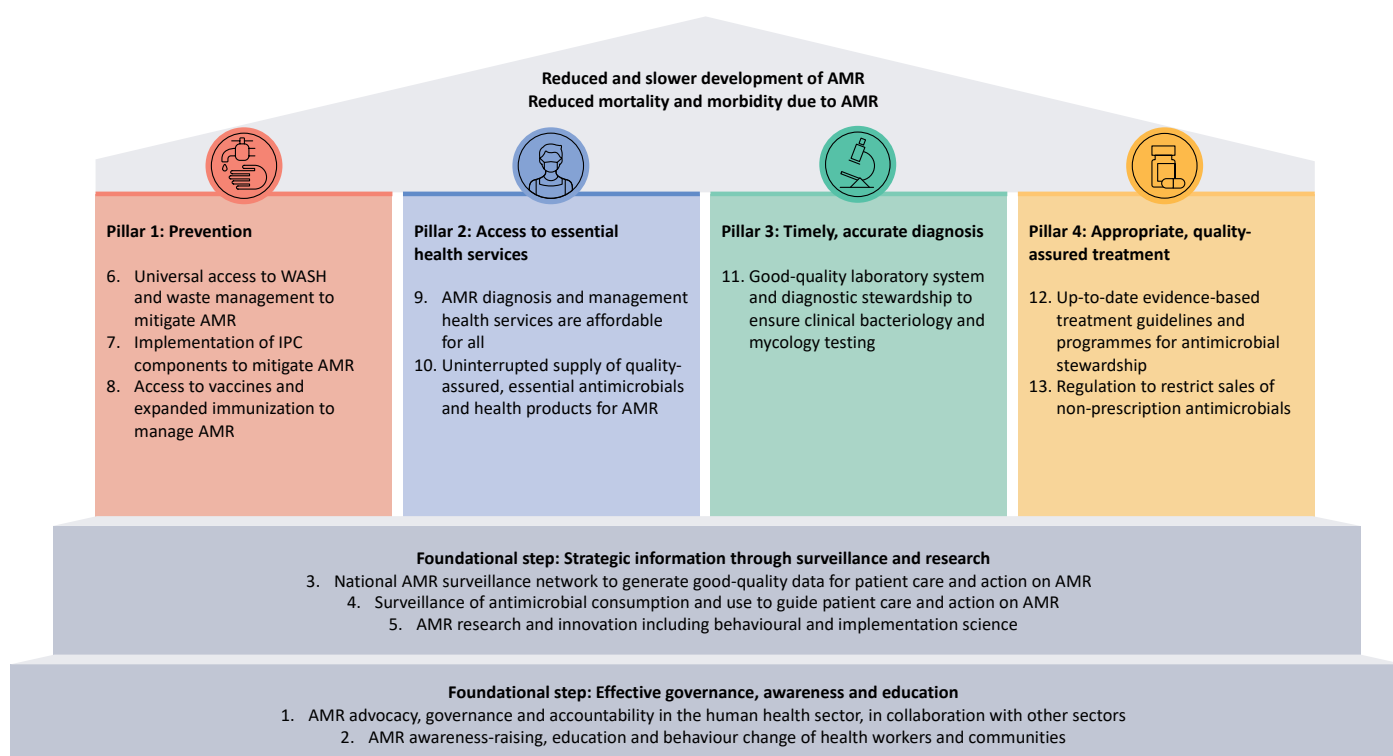 Reduced and slower development of AMR
Reduced mortality and morbidity due to AMR
Pillar 1: Prevention
6. Universal access to WASH
and waste management to
mitigate AMR
7. Implementation of IPC
components to mitigate AMR
8. Access to vaccines and
expanded immunization to
manage AMR
Pillar 2: Access to essential
health services
9. AMR diagnosis and management
health services are affordable
for all
10. Uninterrupted supply of quality-
assured, essential antimicrobials
and health products for AMR
Pillar 3: Timely, accurate diagnosis
11. Good-quality laboratory system
and diagnostic stewardship to
ensure clinical bacteriology and
mycology testing
Pillar 4: Appropriate, quality-
assured treatment
12. Up-to-date evidence-based
treatment guidelines and
programmes for antimicrobial
stewardship
13. Regulation to restrict sales of
non-prescription antimicrobials
Foundational step: Strategic information through surveillance and research
3. National AMR surveillance network to generate good-quality data for patient care and action on AMR
4. Surveillance of antimicrobial consumption and use to guide patient care and action on AMR
5. AMR research and innovation including behavioural and implementation science
Foundational step: Effective governance, awareness and education
1. AMR advocacy, governance and accountability in the human health sector, in collaboration with other sectors
2. AMR awareness-raising, education and behaviour change of health workers and communities